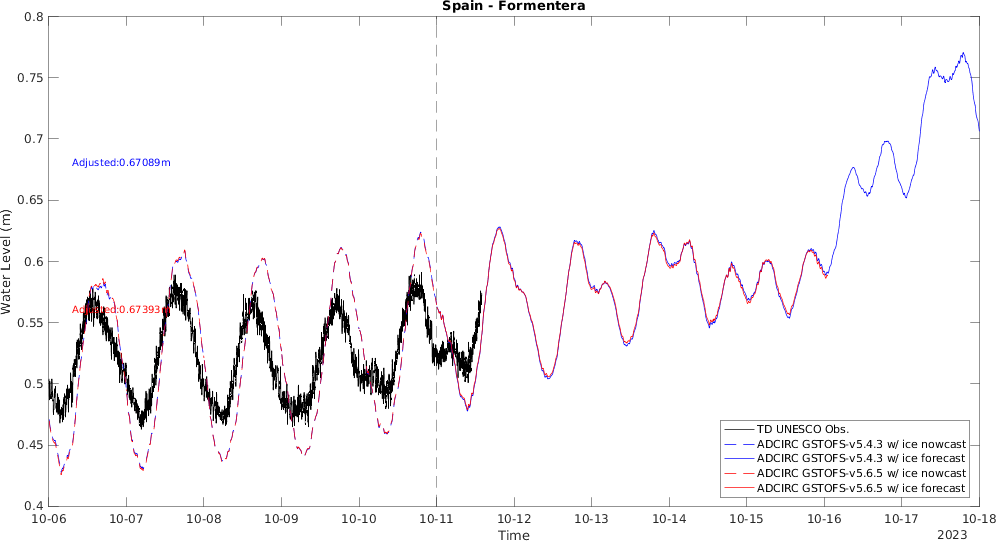 Spain - Formentera
0.8
0.75
0.7
0.65
0.6
0.55
0.5
0.45
0.4
Water Level (m)
Adjusted:0.67089m
Adjusted:0.67393m
TD UNESCO Obs.
ADCIRC GSTOFS-v5.4.3 w/ ice nowcast
ADCIRC GSTOFS-v5.4.3 w/ ice forecast
ADCIRC GSTOFS-v5.6.5 w/ ice nowcast
ADCIRC GSTOFS-v5.6.5 w/ ice forecast
10-06 10-07 10-08 10-09 10-10 10-11 10-12 10-13 10-14 10-15 10-16 10-17 10-18
Time
2023